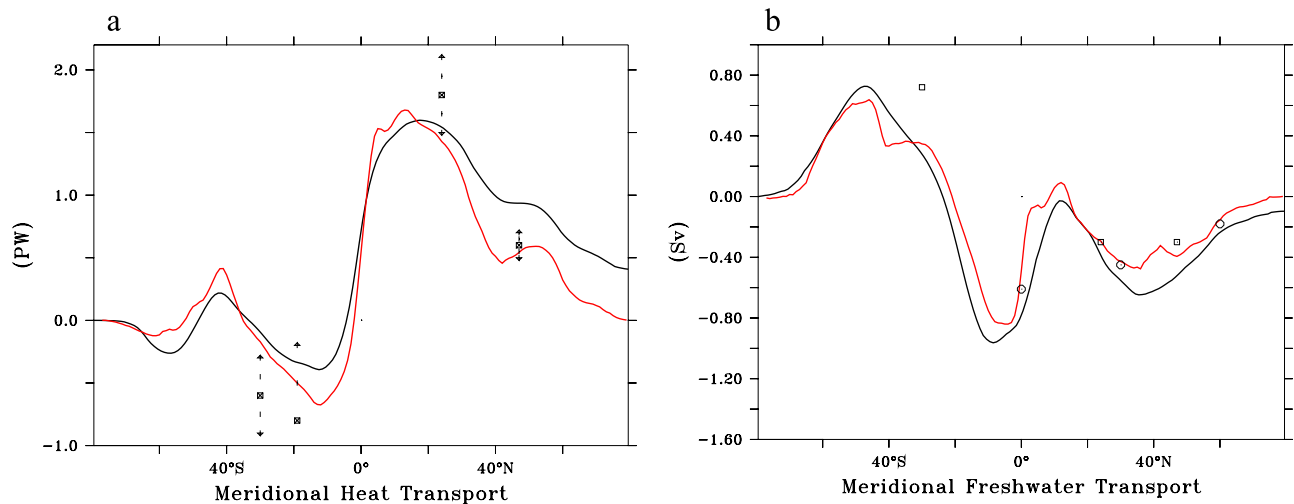 a
2.0
1.0
0.0
-1.0
(PW)
40°S
0°
40°N
Meridional Heat Transport
b
0.80
0.40
0.00
-0.40
-0.80
-1.20
-1.60
(Sv)
40°S
0°
40°N
Meridional Freshwater Transport